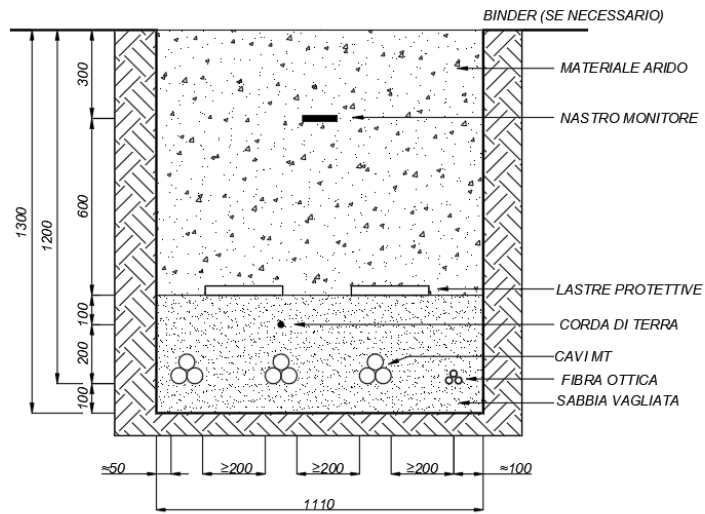 BINDER (SE NECESSARIO)
MATERIALE ARIDO
NASTRO MONITORE
LASTRE PROTETTIVE
CORDA DI TERRA
CAVI MT
FIBRA OTTICA
SABBIA VAGLIATA
1300
1200
300
600
100
200
100
≈50
≥200
≥200
≥200
≈100
1110